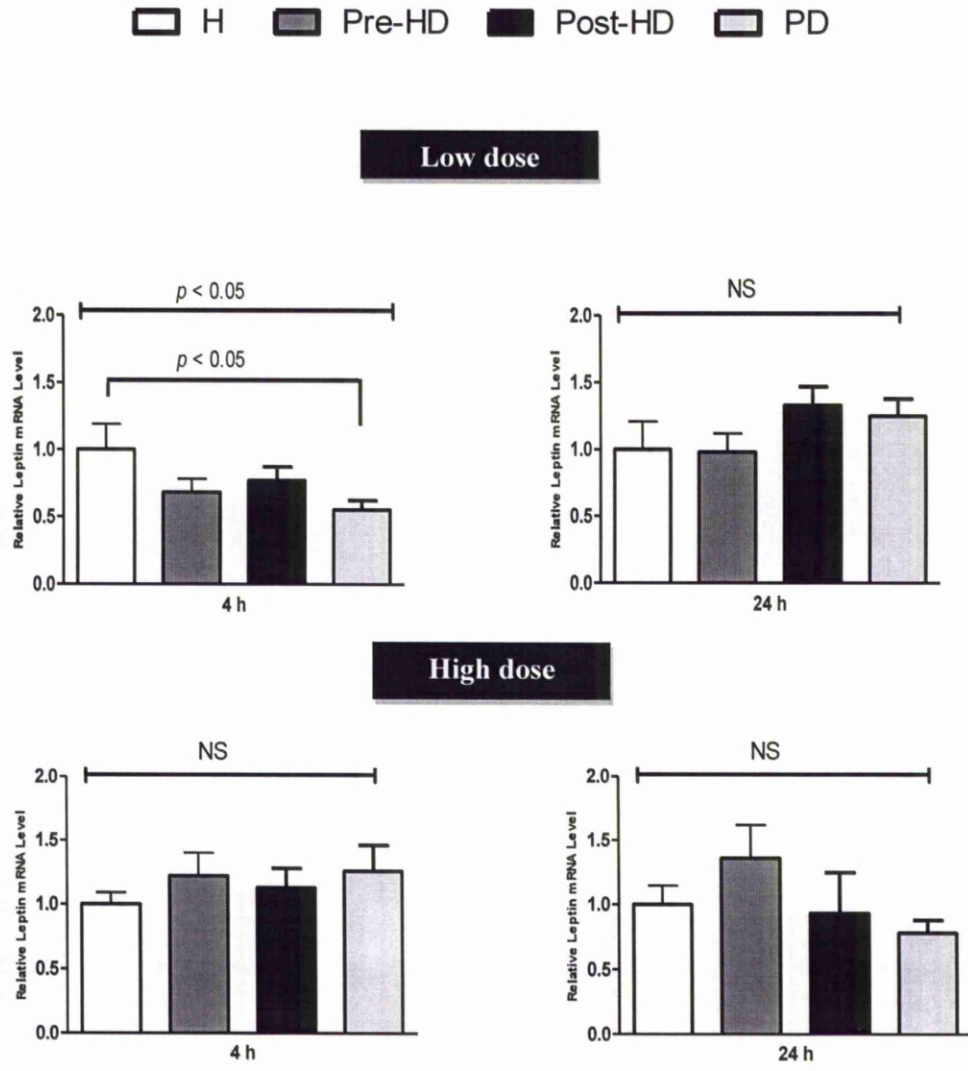 H Pre-HD Post-HD PD
Low dose
p < 0.05
p < 0.05
Relative Leptin mRNA Level
2.0
1.5
1.0
0.5
0.0
4 h
NS
Relative Leptin mRNA Level
2.0
1.5
1.0
0.5
0.0
24 h
High dose
NS
Relative Leptin mRNA Level
2.0
1.5
1.0
0.5
0.0
4 h
NS
Relative Leptin mRNA Level
2.0
1.5
1.0
0.5
0.0
24 h